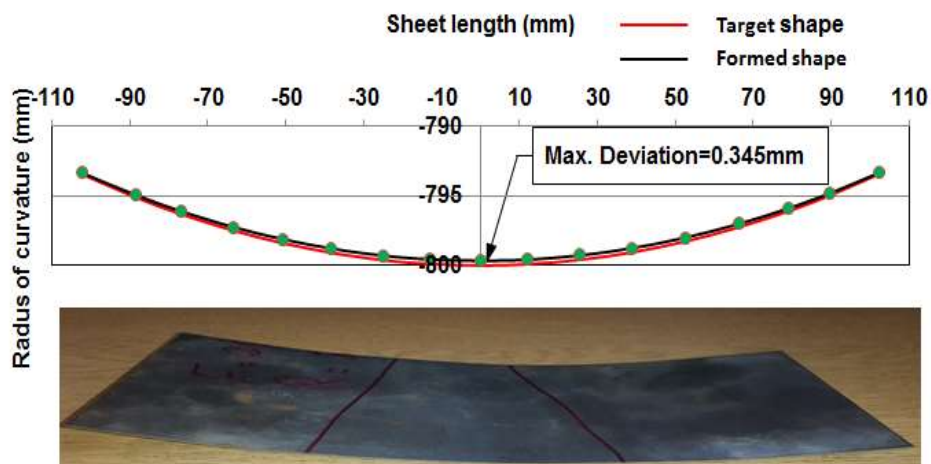 Sheet length (mm)
Target shape
Formed shape
-110 -90 -70 -50 -30 -10 10 30 50 70 90 110
Radus of curvature (mm)
-790
-795
-800
Max. Deviation=0.345mm